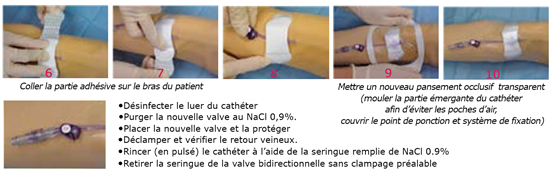 6
7
8
9
10
Coller la partie adhésive sur le bras du patient
Mettre un nouveau pansement occlusif transparent
(mouler la partie émergante du cathéter
afin d'éviter les poches d'air,
couvrir le point de ponction et système de fixation)
•Désinfecter le luer du cathéter
•Purger la nouvelle valve au NaCl 0,9%.
•Placer la nouvelle valve et la protéger
•Déclamper et vérifier le retour veineux.
•Rincer (en pulsé) le cathéter à l'aide de la seringue remplie de NaCl 0.9%
•Retirer la seringue de la valve bidirectionnelle sans clampage préalable